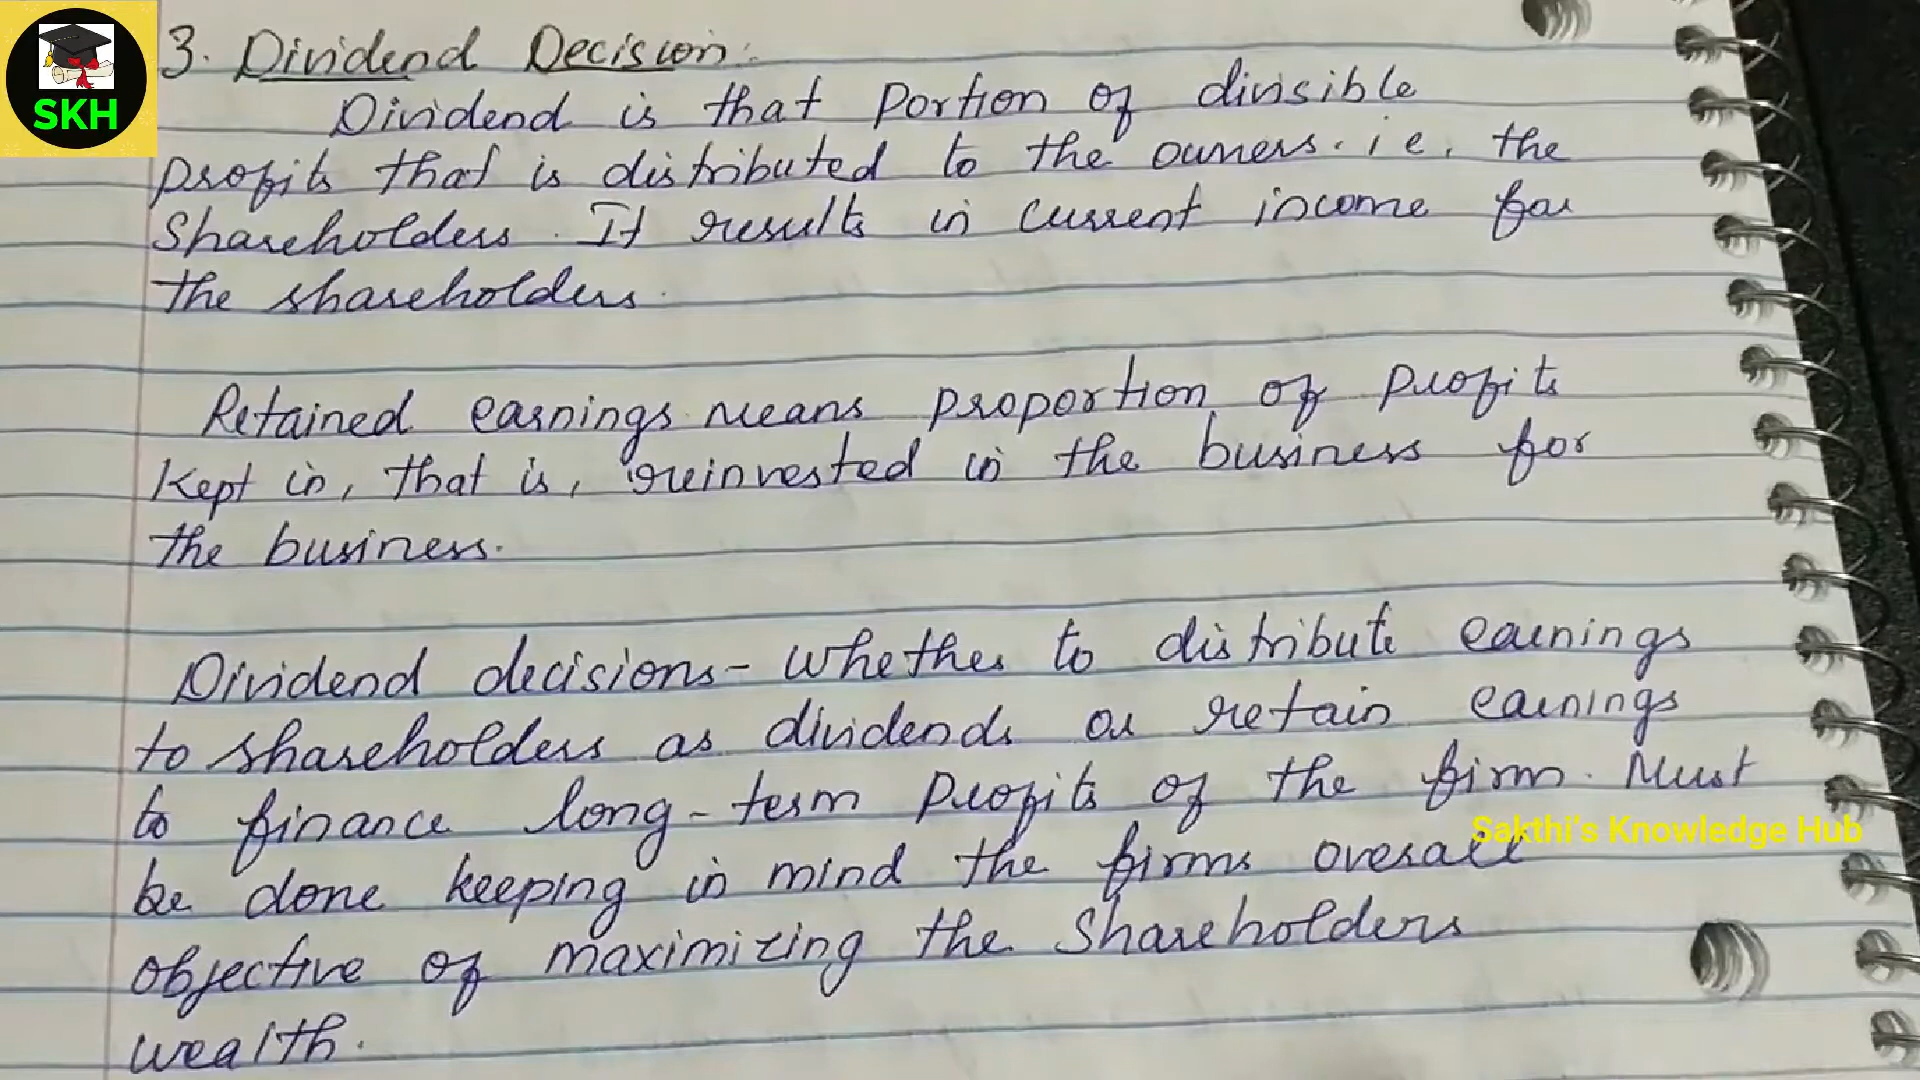 SKH
3. Dividend Decision:
Dividend is that portion of divisible
profits that is distributed to the owners. i.e. the
Shareholders. It results in current income for
the shareholders.
Retained earnings means proportion of profits
kept in, that is, reinvested in the business for
the business.
Dividend decisions - Whether to distribute earnings
to shareholders as dividends or retain earnings
to finance long-term profits of the firm. Must
Sakthi's Knowledge Hub
be done keeping in mind the firms overall
objective of maximizing the Shareholders
wealth.